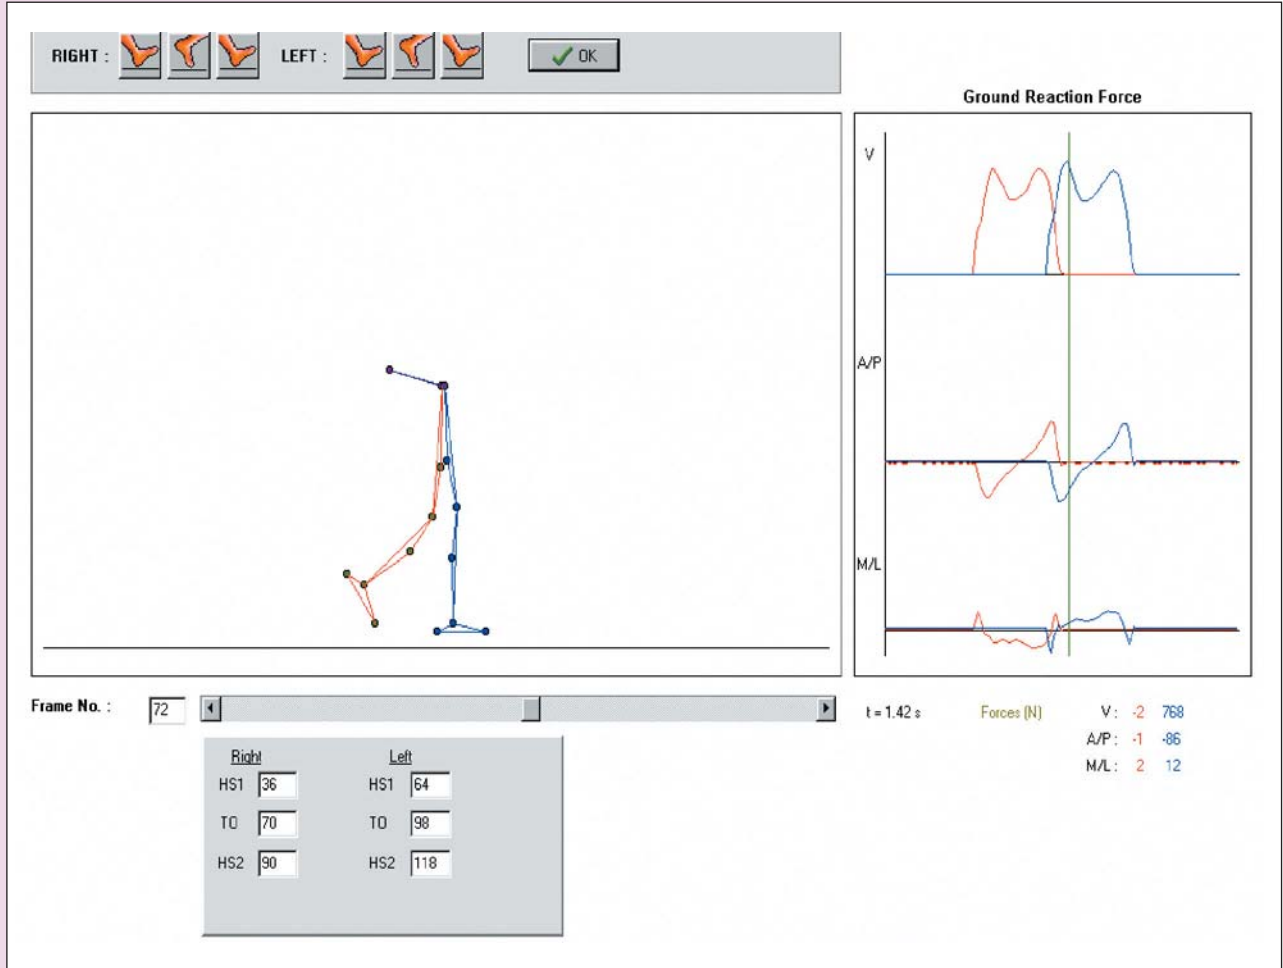 RIGHT : LEFT : OK
Ground Reaction Force
V
A/P
M/L
Frame No. : 72
t = 1.42 s Forces (N) V : -2 768
A/P : -1 -86
M/L : 2 12
Right Left
HS1 36 HS1 64
TO 70 TO 98
HS2 90 HS2 118